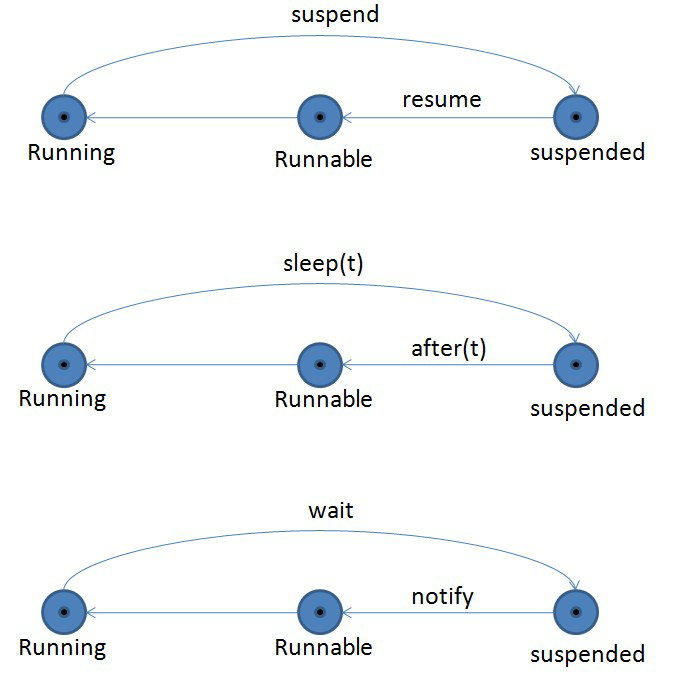 suspend
resume
Running
Runnable
suspended
sleep(t)
after(t)
Running
Runnable
suspended
wait
notify
Running
Runnable
suspended